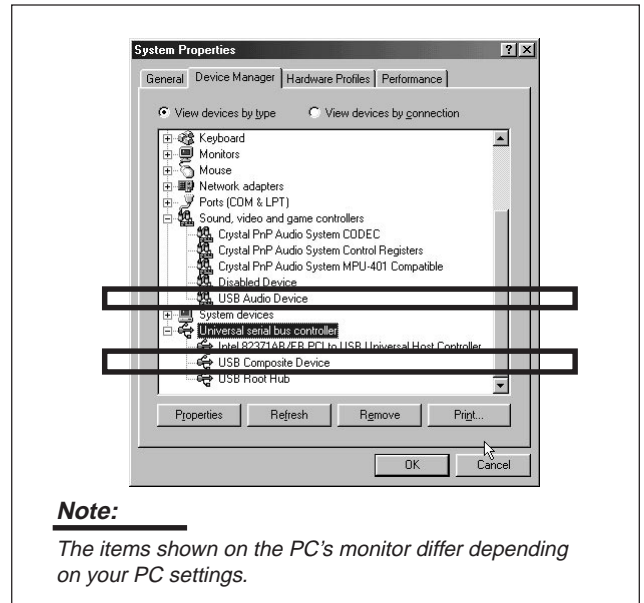 System Properties
? X
General Device Manager Hardware Profiles Performance
View devices by type View devices by connection
Keyboard
Monitors
Mouse
Network adapters
Ports (COM & LPT)
Sound, video and game controllers
Crystal PnP Audio System CODEC
Crystal PnP Audio System Control Registers
Crystal PnP Audio System MPU-401 Compatible
Disabled Device
USB Audio Device
System devices
Universal serial bus controller
Intel 82371AB/EB PCI to USB Universal Host Controller
USB Composite Device
USB Root Hub
Properties Refresh Remove Print...
OK Cancel
Note:
The items shown on the PC's monitor differ depending
on your PC settings.